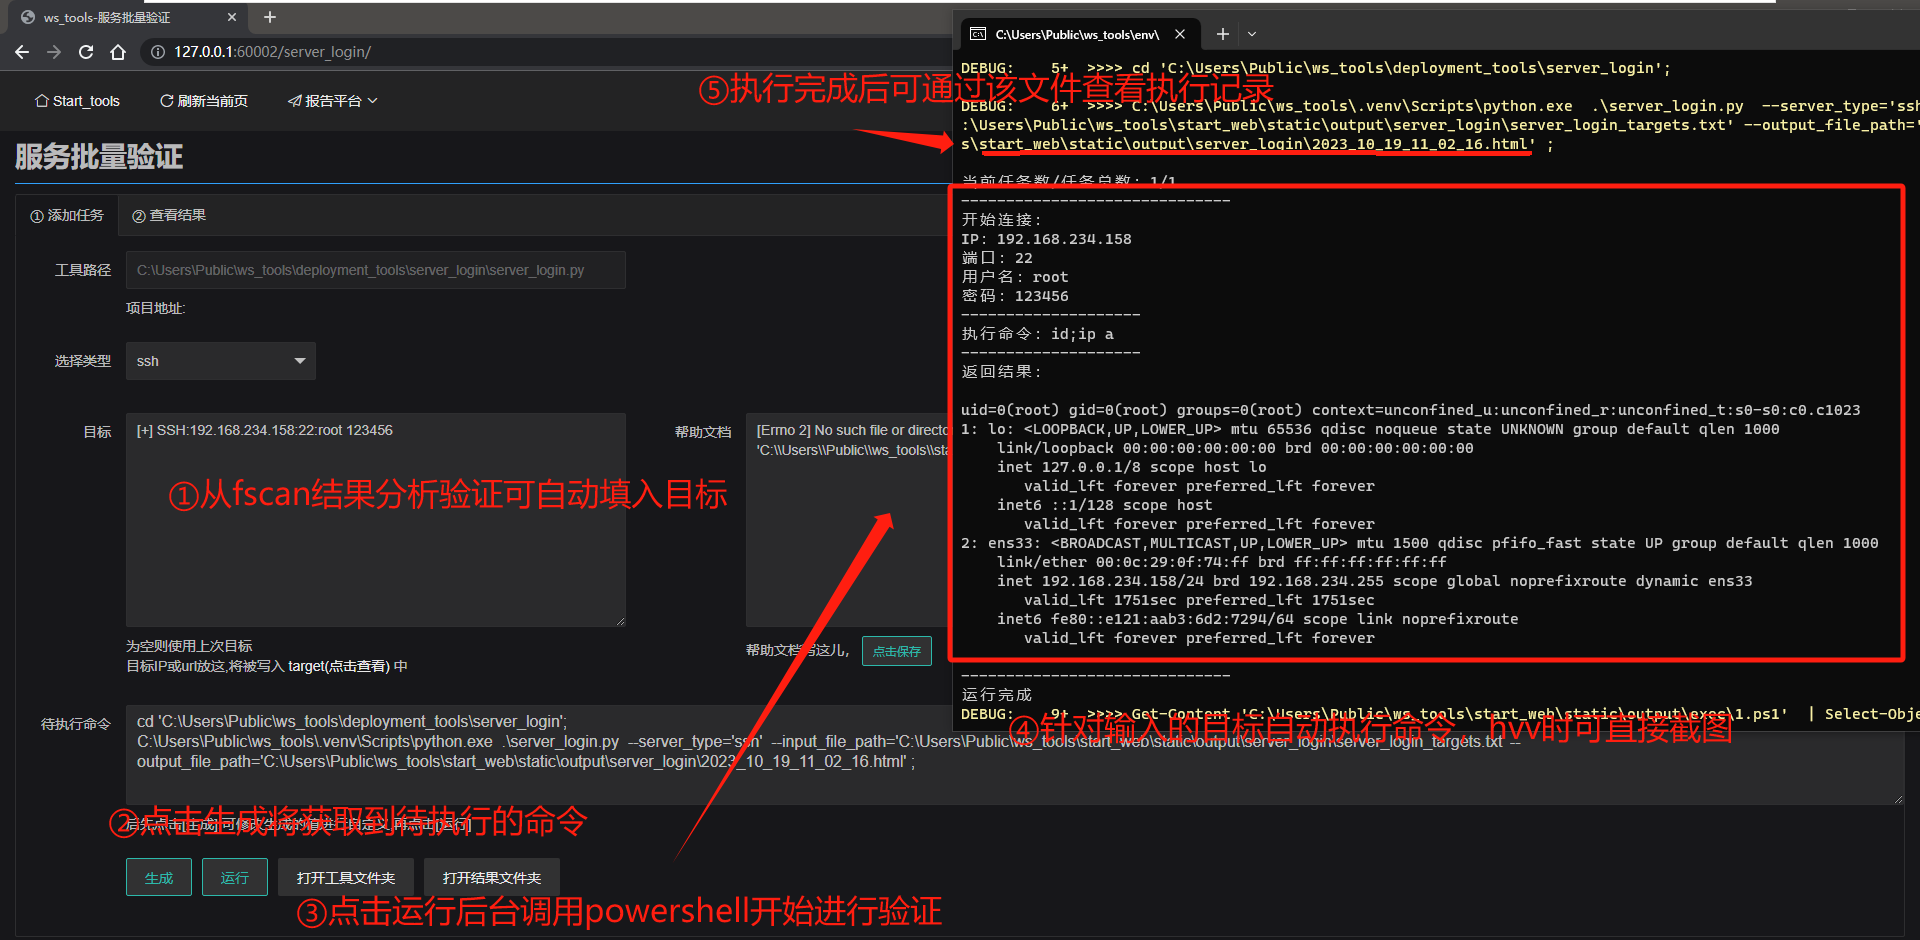 ws_tools-服务批量验证
127.0.0.1:60002/server_login/
Start_tools
刷新当前页
报告平台
服务批量验证
① 添加任务
② 查看结果
工具路径
C:\Users\Public\ws_tools\deployment_tools\server_login\server_login.py
项目地址:
选择类型
ssh
目标
[+] SSH:192.168.234.158:22:root 123456
①从fscan结果分析验证可自动填入目标
为空则使用上次目标
目标IP或url放这,将被写入 target(点击查看) 中
帮助文档
[Errno 2] No such file or directo
'C:\\Users\\Public\\ws_tools\\sta
帮助文档写这儿，
点击保存
待执行命令
cd 'C:\Users\Public\ws_tools\deployment_tools\server_login';
C:\Users\Public\ws_tools\.venv\Scripts\python.exe .\server_login.py --server_type='ssh' --input_file_path='C:\Users\Public\ws_tools\start_web\static\output\server_login\server_login_targets.txt' --
output_file_path='C:\Users\Public\ws_tools\start_web\static\output\server_login\2023_10_19_11_02_16.html' ;
②点击生成将获取到待执行的命令
先点击[生成] 可修改生成的值进行自定义,再点击[运行]
生成
运行
打开工具文件夹
打开结果文件夹
③点击运行后台调用powershell开始进行验证
C:\Users\Public\ws_tools\env\
DEBUG: 5+ >>>> cd 'C:\Users\Public\ws_tools\deployment_tools\server_login';
⑤执行完成后可通过该文件查看执行记录
DEBUG: 6+ >>>> C:\Users\Public\ws_tools\.venv\Scripts\python.exe .\server_login.py --server_type='ssh
:\Users\Public\ws_tools\start_web\static\output\server_login\server_login_targets.txt' --output_file_path='
s\start_web\static\output\server_login\2023_10_19_11_02_16.html' ;
当前任务数/任务总数: 1/1
------------------------------
开始连接:
IP: 192.168.234.158
端口: 22
用户名: root
密码: 123456
--------------------
执行命令: id;ip a
--------------------
返回结果:
uid=0(root) gid=0(root) groups=0(root) context=unconfined_u:unconfined_r:unconfined_t:s0-s0:c0.c1023
1: lo: <LOOPBACK,UP,LOWER_UP> mtu 65536 qdisc noqueue state UNKNOWN group default qlen 1000
link/loopback 00:00:00:00:00:00 brd 00:00:00:00:00:00
inet 127.0.0.1/8 scope host lo
valid_lft forever preferred_lft forever
inet6 ::1/128 scope host
valid_lft forever preferred_lft forever
2: ens33: <BROADCAST,MULTICAST,UP,LOWER_UP> mtu 1500 qdisc pfifo_fast state UP group default qlen 1000
link/ether 00:0c:29:0f:74:ff brd ff:ff:ff:ff:ff:ff
inet 192.168.234.158/24 brd 192.168.234.255 scope global noprefixroute dynamic ens33
valid_lft 1751sec preferred_lft 1751sec
inet6 fe80::e121:aab3:6d2:7294/64 scope link noprefixroute
valid_lft forever preferred_lft forever
------------------------------
运行完成
DEBUG: 9+ >>>> Get-Content 'C:\Users\Public\ws_tools\start_web\static\output\exec\1.ps1' | Select-Obje
④针对输入的目标自动执行命令，hvv时可直接截图